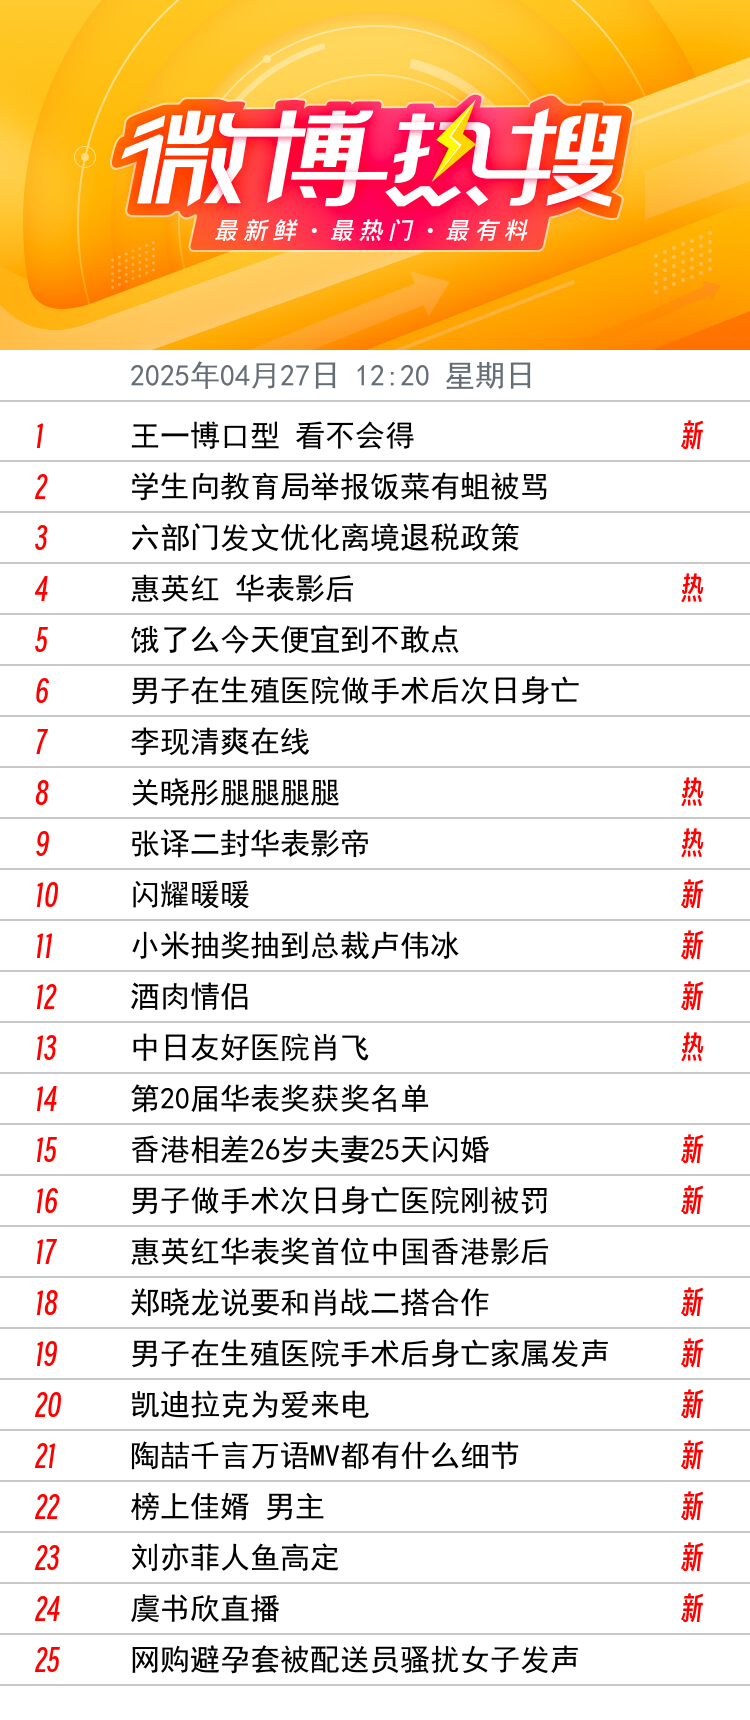 微博热搜
最新鲜·最热门·最有料
2025年04月27日 12:20 星期日
1 王一博口型 看不会得 新
2 学生向教育局举报饭菜有蛆被骂
3 六部门发文优化离境退税政策
4 惠英红 华表影后 热
5 饿了么今天便宜到不敢点
6 男子在生殖医院做手术后次日身亡
7 李现清爽在线
8 关晓彤腿腿腿腿 热
9 张译二封华表影帝 热
10 闪耀暖暖 新
11 小米抽奖抽到总裁卢伟冰 新
12 酒肉情侣 新
13 中日友好医院肖飞 热
14 第20届华表奖获奖名单
15 香港相差26岁夫妻25天闪婚 新
16 男子做手术次日身亡医院刚被罚 新
17 惠英红华表奖首位中国香港影后
18 郑晓龙说要和肖战二搭合作 新
19 男子在生殖医院手术后身亡家属发声 新
20 凯迪拉克为爱来电 新
21 陶喆千言万语MV都有什么细节 新
22 榜上佳婿 男主 新
23 刘亦菲人鱼高定 新
24 虞书欣直播 新
25 网购避孕套被配送员骚扰女子发声